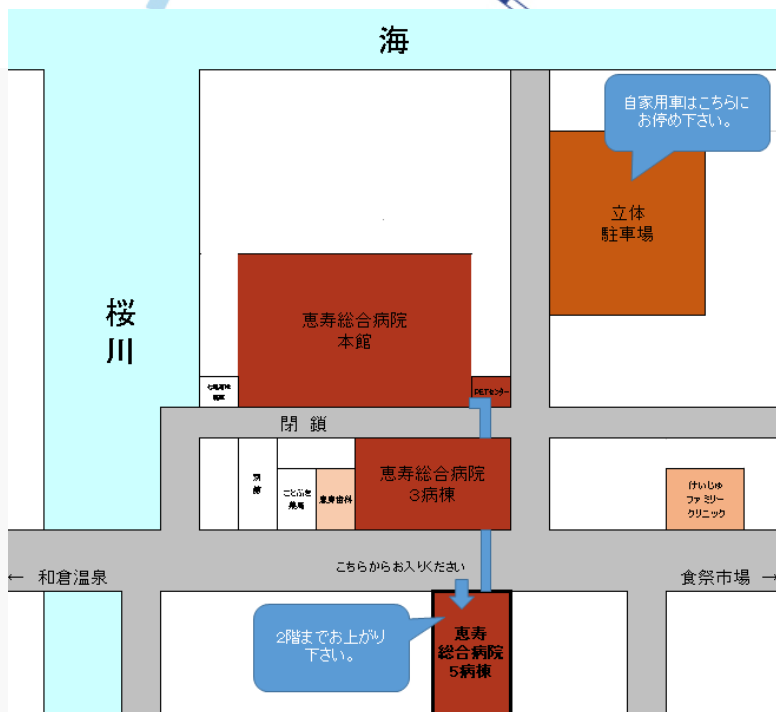 海
自家用車はこちらに
お停め下さい。
立体
駐車場
桜
川
恵寿総合病院
本館
PETセンター
閉 鎖
別
館
ことぶき
薬局
恵寿歯科
恵寿総合病院
3病棟
けいじゅ
ファミリー
クリニック
← 和倉温泉
こちらからお入りください
食祭市場 →
2階までお上がり
下さい。
恵寿
総合病院
5病棟